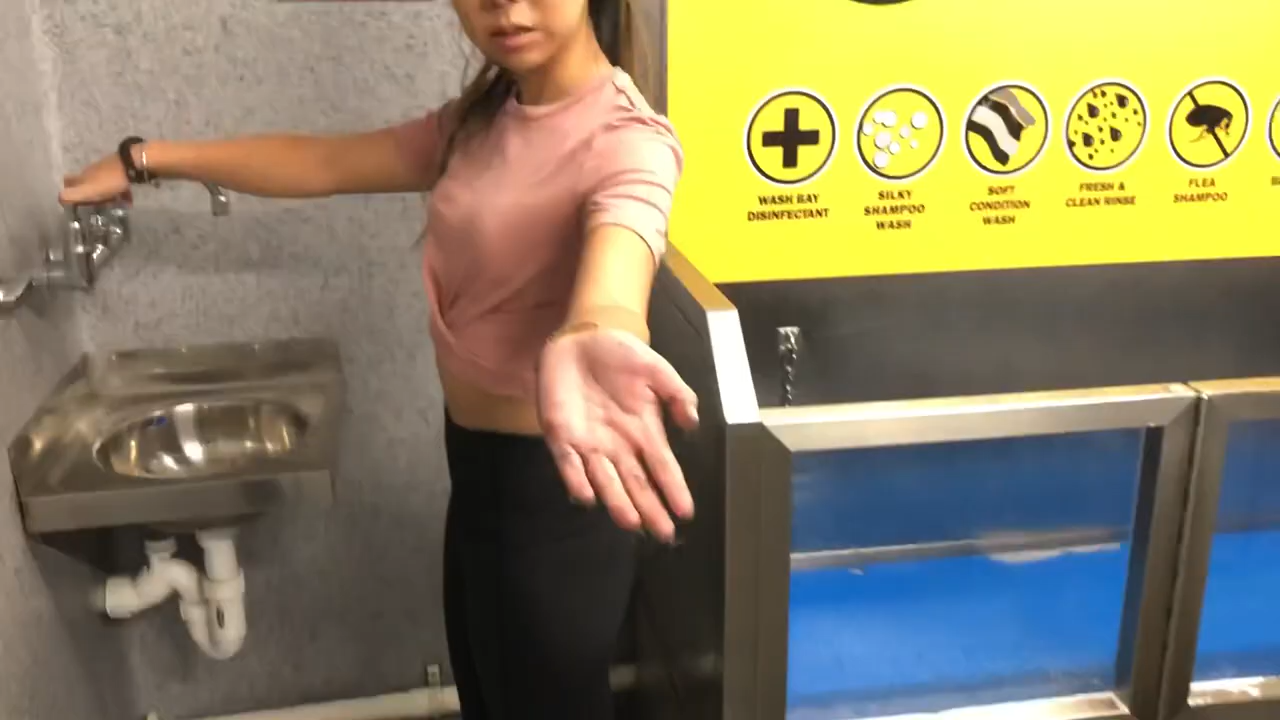 WASH BAY
DISINFECTANT
SILKY
SHAMPOO
WASH
SOFT
CONDITION
WASH
FRESH &
CLEAN RINSE
FLEA
SHAMPOO